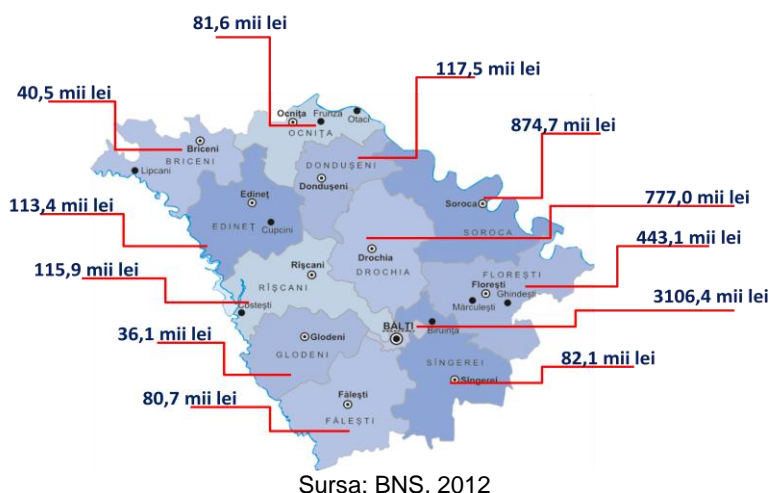 81,6 mii lei
117,5 mii lei
40,5 mii lei
874,7 mii lei
Ocnița
Frunza
Otaci
OCNIȚA
Briceni
BRICENI
Lipcani
DONDUȘENI
Dondușeni
777,0 mii lei
Edineț
Soroca
113,4 mii lei
EDINEȚ
Cupcini
SOROCA
Drochia
443,1 mii lei
115,9 mii lei
Rîșcani
DROCHIA
FLOREȘTI
RÎȘCANI
Florești
Ghindești
Mărculești
3106,4 mii lei
Costești
BĂLȚI
Biruința
36,1 mii lei
Glodeni
GLODENI
82,1 mii lei
SÎNGEREI
Sîngerei
80,7 mii lei
Fălești
FĂLEȘTI
Sursa: BNS, 2012